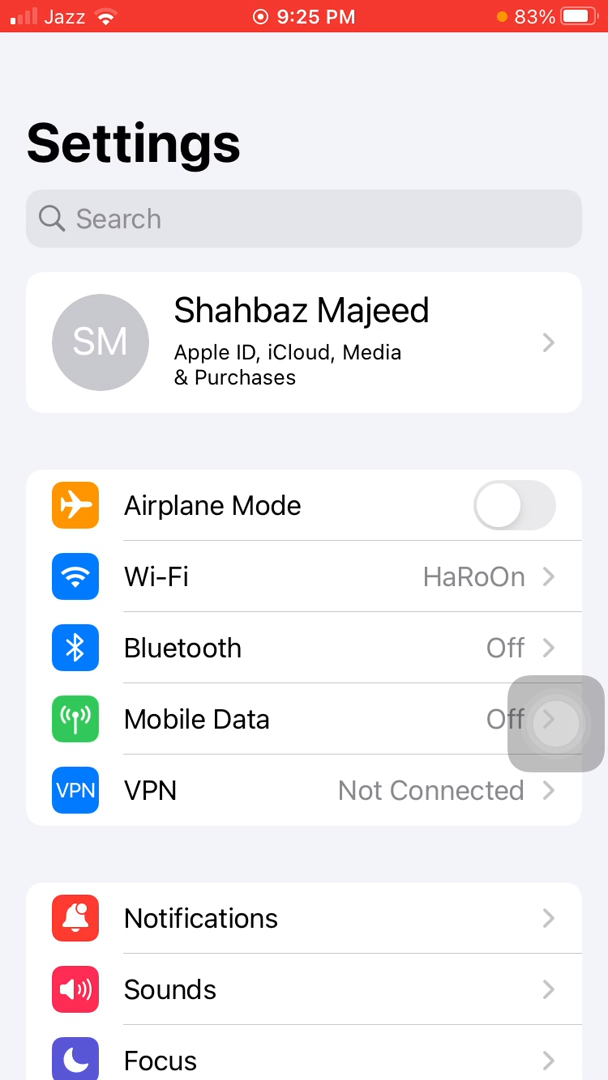 Jazz 9:25 PM 83%
Settings
Search
SM
Shahbaz Majeed
Apple ID, iCloud, Media
& Purchases
Airplane Mode
Wi-Fi HaRoOn
Bluetooth Off
Mobile Data Off
VPN VPN Not Connected
Notifications
Sounds
Focus